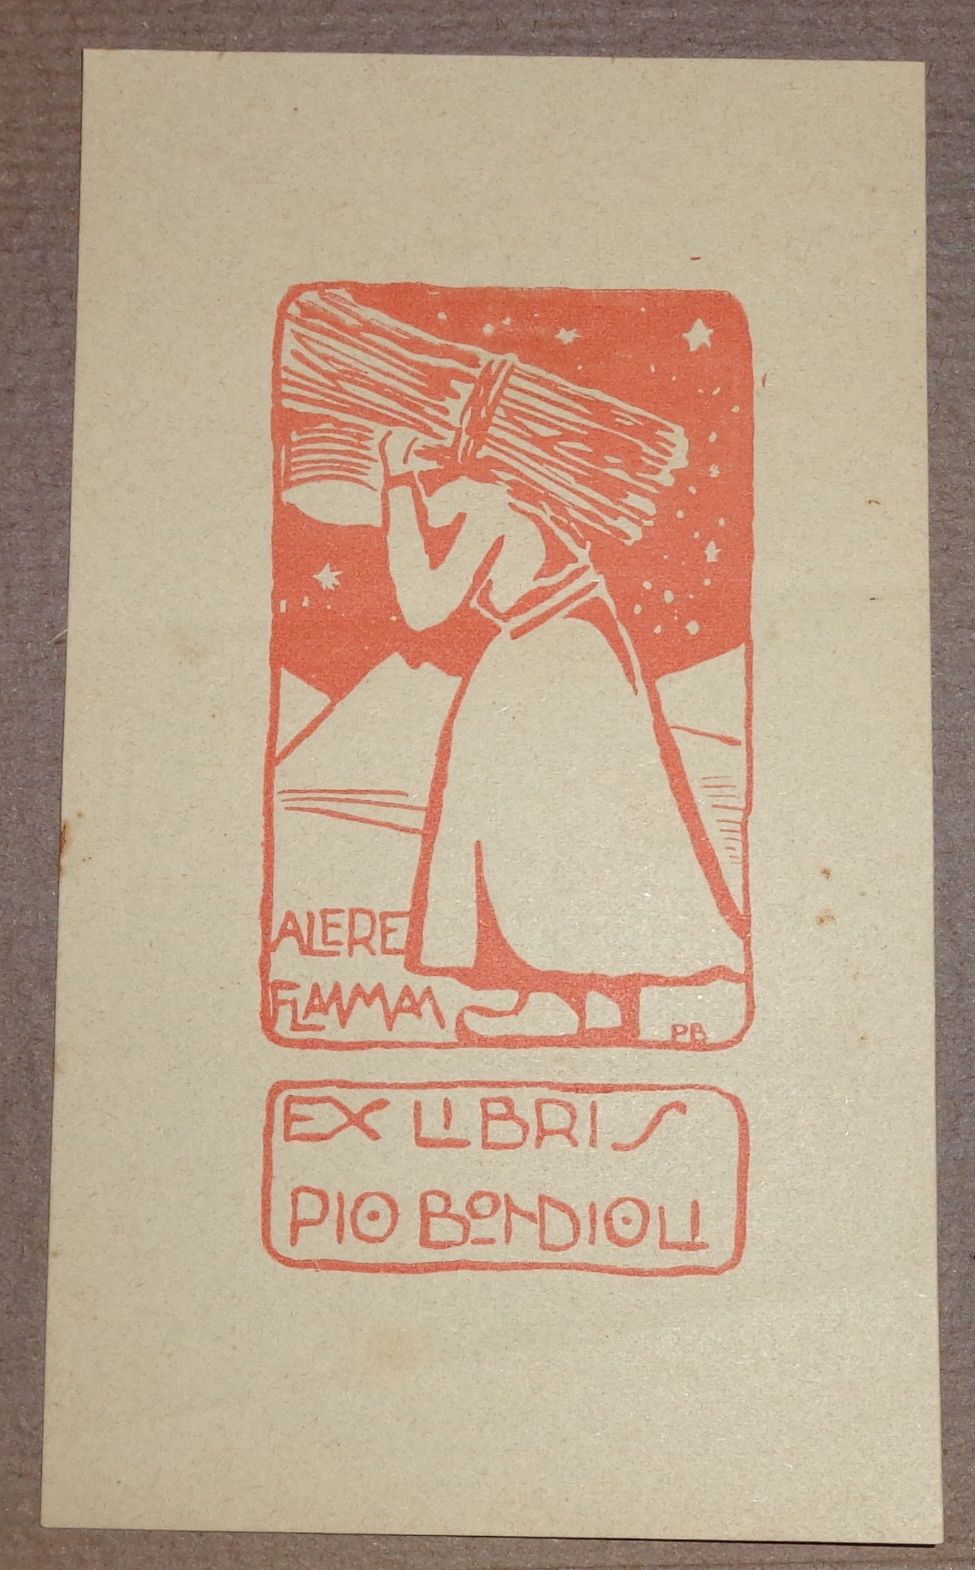 ALERE
FLAMMAM
PB
EX LIBRIS
PIO BONDIOLI